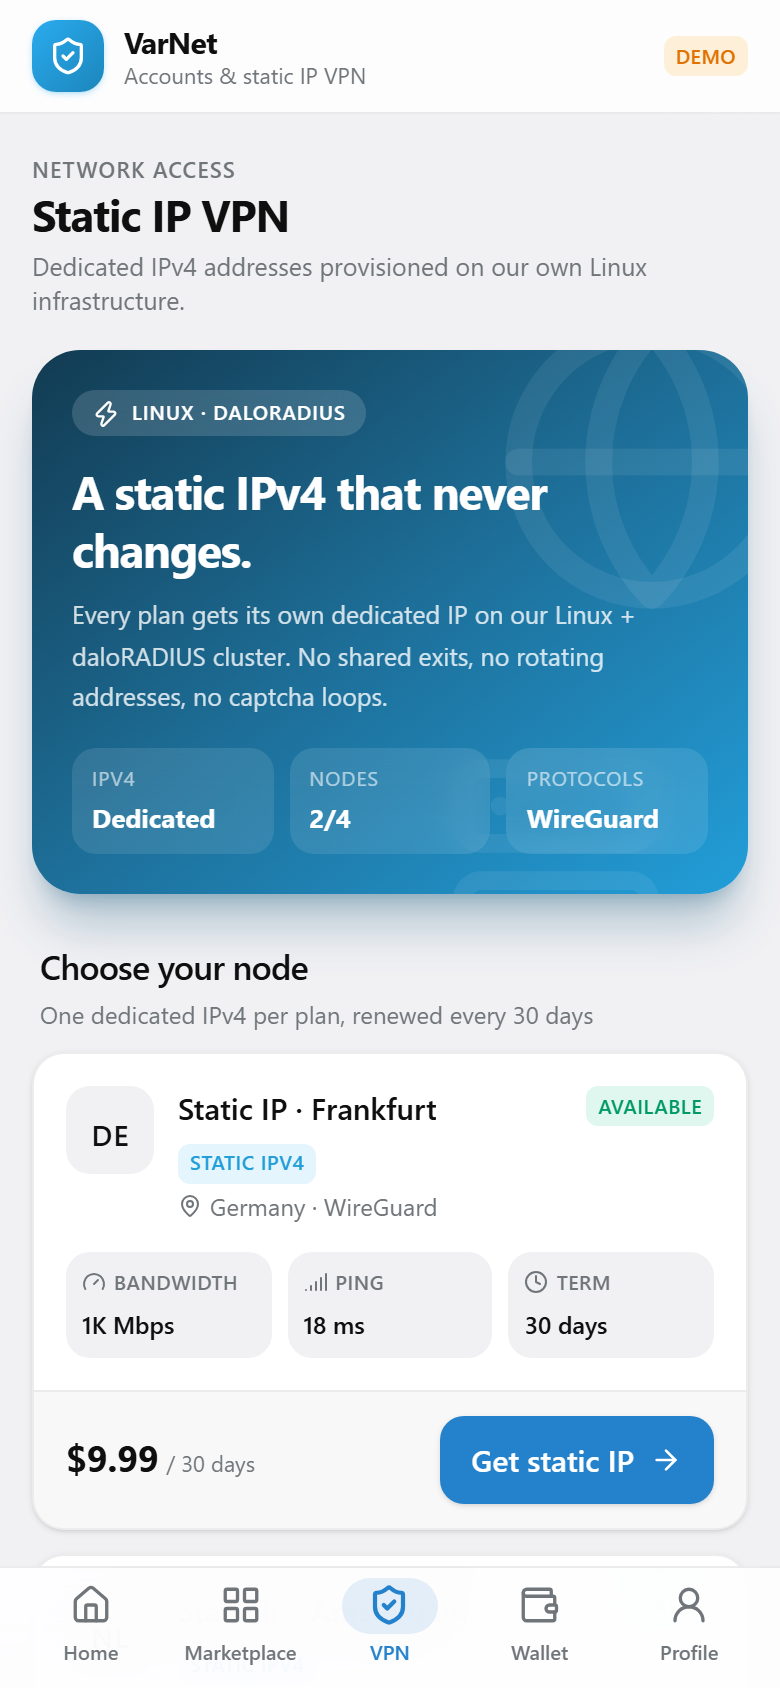 VarNet
Accounts & static IP VPN
DEMO
NETWORK ACCESS
Static IP VPN
Dedicated IPv4 addresses provisioned on our own Linux
infrastructure.
LINUX · DALORADIUS
A static IPv4 that never
changes.
Every plan gets its own dedicated IP on our Linux +
daloRADIUS cluster. No shared exits, no rotating
addresses, no captcha loops.
IPV4
Dedicated
NODES
2/4
PROTOCOLS
WireGuard
Choose your node
One dedicated IPv4 per plan, renewed every 30 days
DE
Static IP · Frankfurt
AVAILABLE
STATIC IPV4
Germany · WireGuard
BANDWIDTH
1K Mbps
PING
18 ms
TERM
30 days
$9.99 / 30 days
Get static IP
Home
Marketplace
VPN
Wallet
Profile